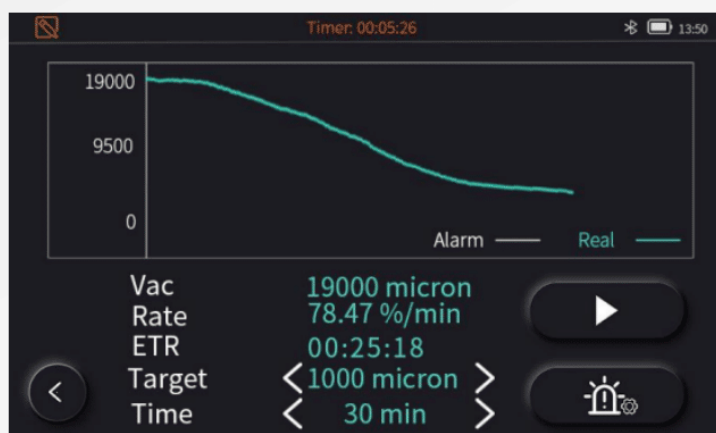 Timer: 00:05:26
13:50
19000
9500
0
Alarm
Real
Vac 19000 micron
Rate 78.47 %/min
ETR 00:25:18
Target 1000 micron
Time 30 min